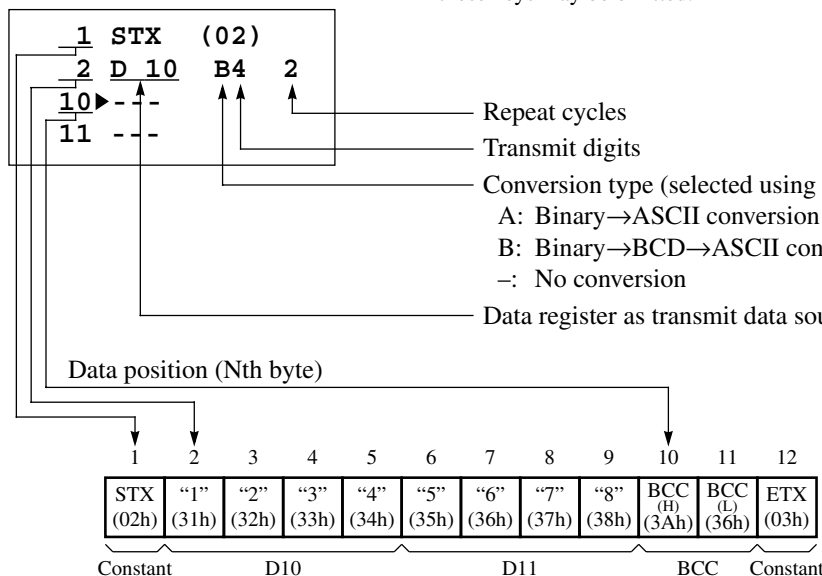 1 STX (02)
2 D 10 B4 2
10▶---
11 ---
Repeat cycles
Transmit digits
Conversion type (selected using
A: Binary→ASCII conversion
B: Binary→BCD→ASCII con
–: No conversion
Data register as transmit data sou
Data position (Nth byte)
1 2 3 4 5 6 7 8 9 10 11 12
STX “1” “2” “3” “4” “5” “6” “7” “8” BCC BCC ETX
(H) (L)
(02h) (31h) (32h) (33h) (34h) (35h) (36h) (37h) (38h) (3Ah) (36h) (03h)
Constant D10 D11 BCC Constant